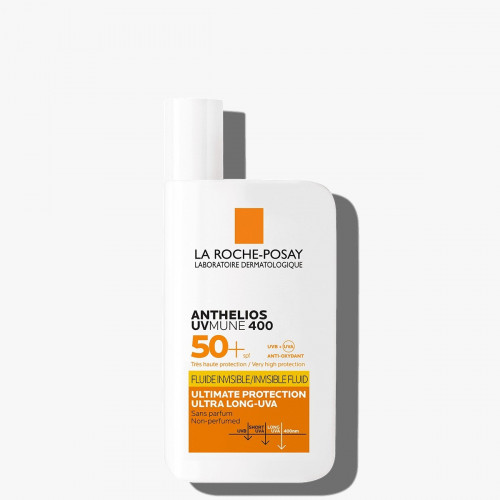 LA ROCHE-POSAY
LABORATOIRE DERMATOLOGIQUE
ANTHELIOS
UVMUNE 400
50+ spf
UVB + UVA
ANTI-OXYDANT
Très haute protection / Very high protection
FLUIDE INVISIBLE/INVISIBLE FLUID
ULTIMATE PROTECTION
ULTRA LONG-UVA
Sans parfum
Non-perfumed
UVB SHORT UVA LONG UVA 400nm